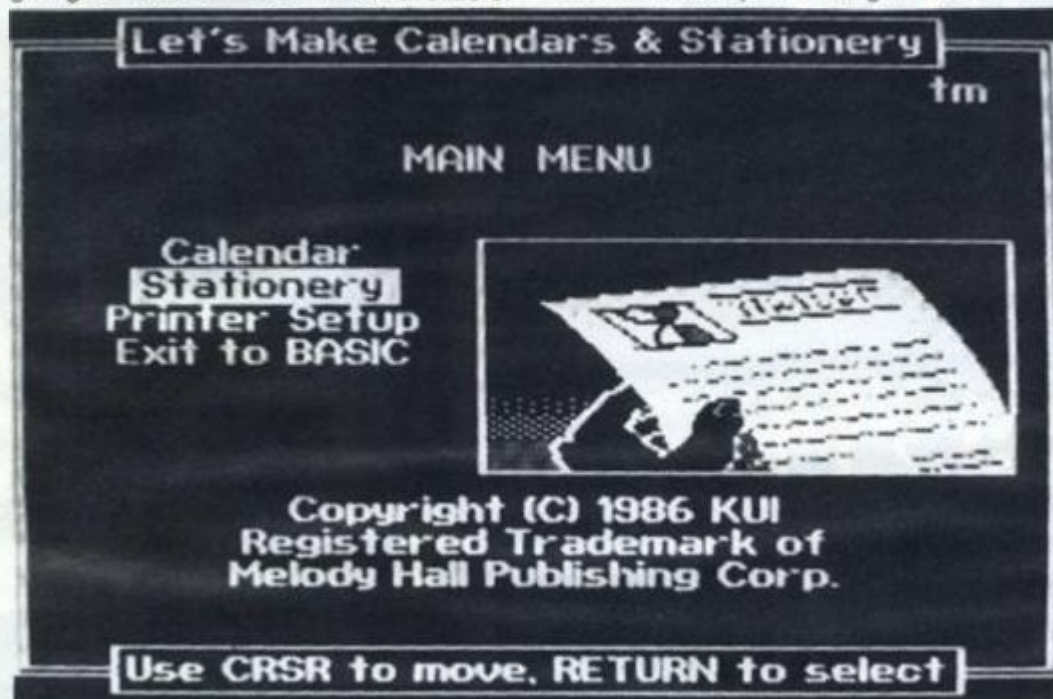 Let's Make Calendars & Stationery
tm
MAIN MENU
Calendar
Stationery
Printer Setup
Exit to BASIC
Copyright (C) 1986 KUI
Registered Trademark of
Melody Hall Publishing Corp.
Use CRSR to move, RETURN to select